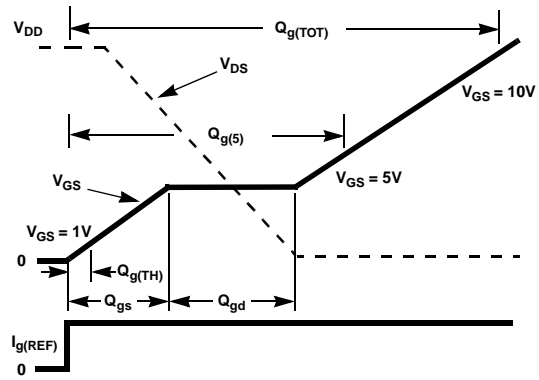 V_DD
Q_g(TOT)
V_DS
V_GS = 10V
Q_g(5)
V_GS
V_GS = 5V
V_GS = 1V
0
Q_g(TH)
Q_gs
Q_gd
I_g(REF)
0